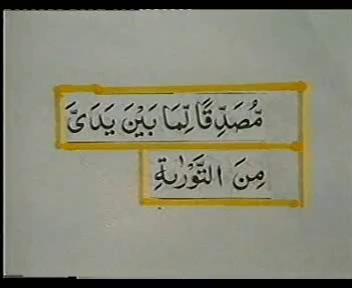 مُّصَدِّقًا لِّمَا بَيْنَ يَدَىَّ
مِنَ التَّوْرٰىةِ